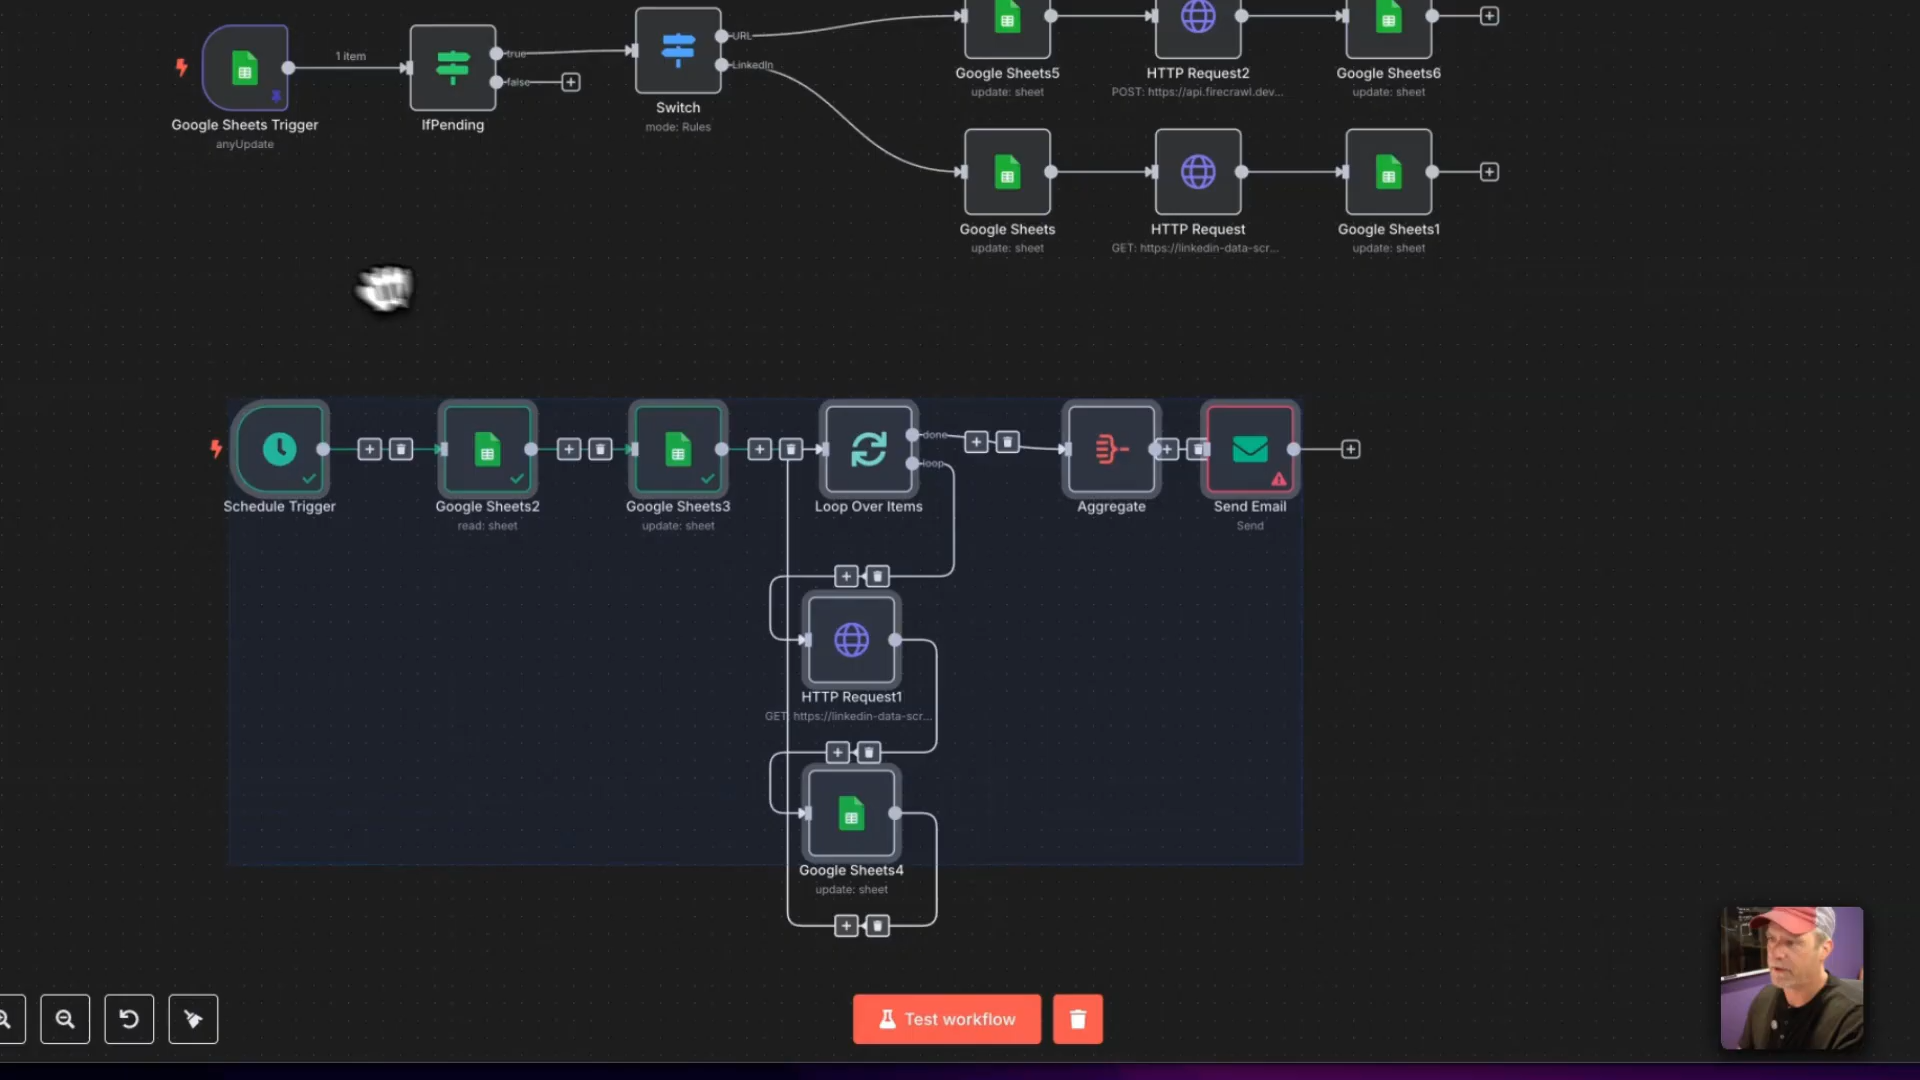 URL
1 item
true
LinkedIn
false
Google Sheets5
HTTP Request2
Google Sheets6
update: sheet
POST: https://api.firecrawl.dev...
update: sheet
Switch
mode: Rules
Google Sheets Trigger
anyUpdate
IfPending
Google Sheets
HTTP Request
Google Sheets1
update: sheet
GET: https://linkedin-data-scr...
update: sheet
done
loop
Schedule Trigger
Google Sheets2
Google Sheets3
Loop Over Items
Aggregate
Send Email
read: sheet
update: sheet
Send
HTTP Request1
GET: https://linkedin-data-scr...
Google Sheets4
update: sheet
Test workflow